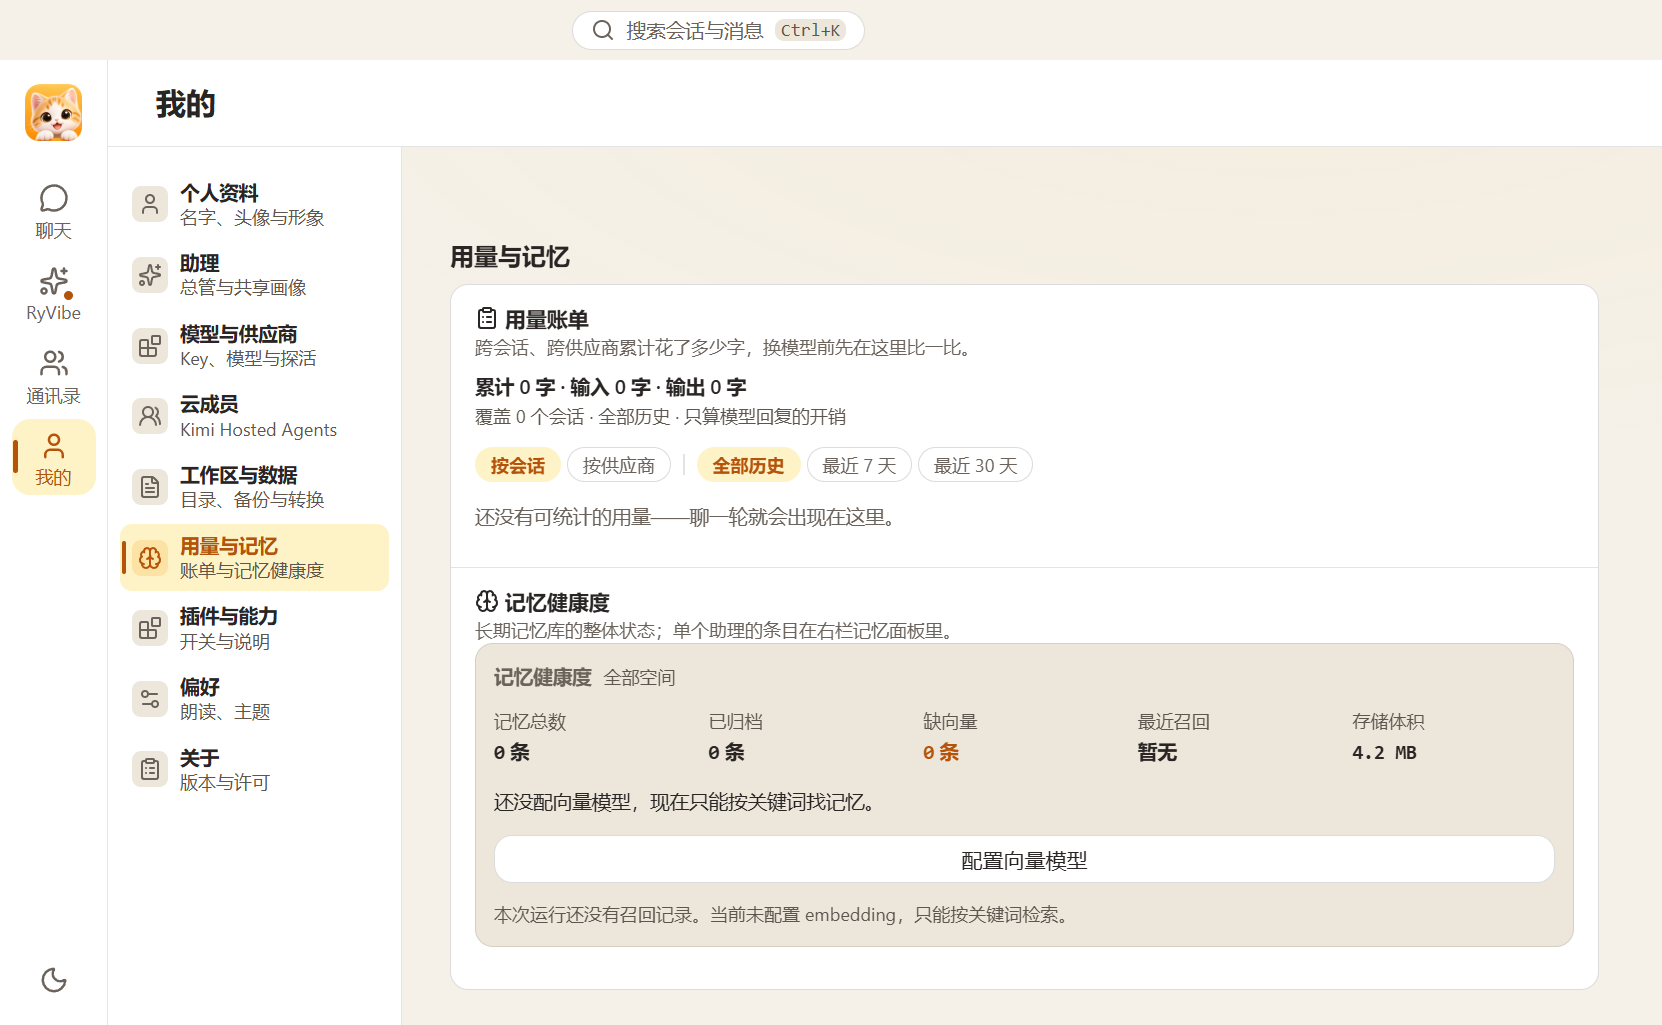 搜索会话与消息 Ctrl+K
我的
聊天
RyVibe
通讯录
我的
个人资料
名字、头像与形象
助理
总管与共享画像
模型与供应商
Key、模型与探活
云成员
Kimi Hosted Agents
工作区与数据
目录、备份与转换
用量与记忆
账单与记忆健康度
插件与能力
开关与说明
偏好
朗读、主题
关于
版本与许可
用量与记忆
用量账单
跨会话、跨供应商累计花了多少字，换模型前先在这里比一比。
累计 0 字 · 输入 0 字 · 输出 0 字
覆盖 0 个会话 · 全部历史 · 只算模型回复的开销
按会话 按供应商 全部历史 最近 7 天 最近 30 天
还没有可统计的用量——聊一轮就会出现在这里。
记忆健康度
长期记忆库的整体状态；单个助理的条目在右栏记忆面板里。
记忆健康度 全部空间
记忆总数 已归档 缺向量 最近召回 存储体积
0 条 0 条 0 条 暂无 4.2 MB
还没配向量模型，现在只能按关键词找记忆。
配置向量模型
本次运行还没有召回记录。当前未配置 embedding，只能按关键词检索。